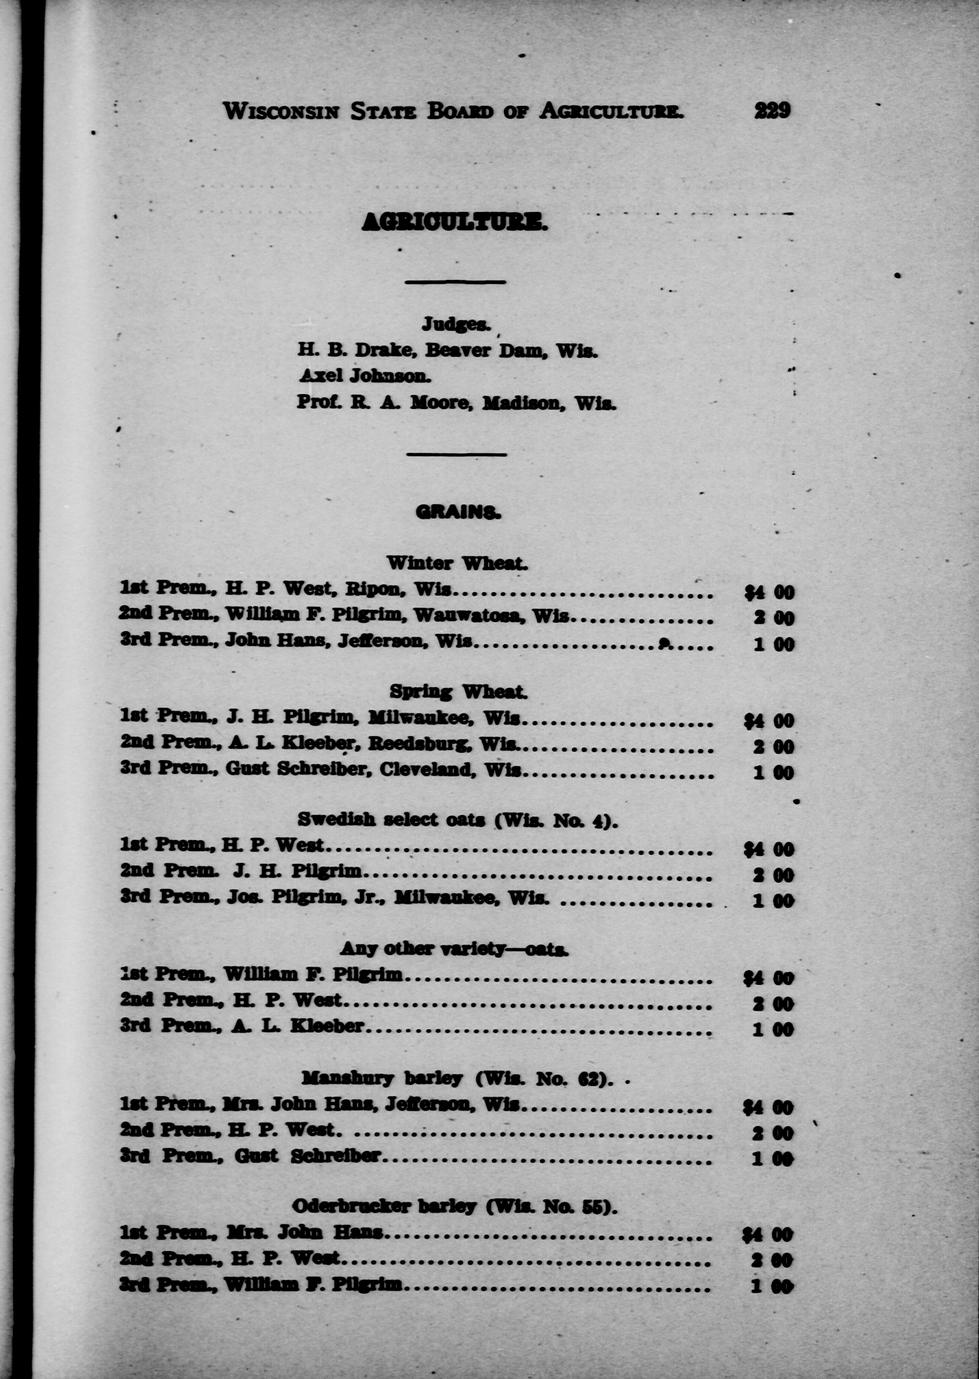 WISCONSIN STATE BOARD OF AGRICULTURE. 229
AGRICULTURE.
Judges.
H. B. Drake, Beaver Dam, Wis.
Axel Johnson.
Prof. R. A. Moore, Madison, Wis.
GRAINS.
Winter Wheat.
1st Prem., H. P. West, Ripon, Wis............................ $4 00
2nd Prem., William F. Pilgrim, Wauwatosa, Wis............... 2 00
3rd Prem., John Hans, Jefferson, Wis......................... 1 00
Spring Wheat.
1st Prem., J. H. Pilgrim, Milwaukee, Wis.................... $4 00
2nd Prem., A. L. Kleeber, Reedsburg, Wis.................... 2 00
3rd Prem., Gust Schreiber, Cleveland, Wis.................... 1 00
Swedish select oats (Wis. No. 4).
1st Prem., H. P. West......................................... $4 00
2nd Prem. J. H. Pilgrim..................................... 2 00
3rd Prem., Jos. Pilgrim, Jr., Milwaukee, Wis. ................ 1 00
Any other variety—oats.
1st Prem., William F. Pilgrim................................. $4 00
2nd Prem., H. P. West....................................... 2 00
3rd Prem., A. L. Kleeber..................................... 1 00
Manshury barley (Wis. No. 62).
1st Prem., Mrs. John Hans, Jefferson, Wis.................... $4 00
2nd Prem., H. P. West. ...................................... 2 00
3rd Prem., Gust Schreiber................................... 1 00
Oderbrucker barley (Wis. No. 55).
1st Prem., Mrs. John Hans................................... $4 00
2nd Prem., H. P. West....................................... 2 00
3rd Prem., William F. Pilgrim................................ 1 00